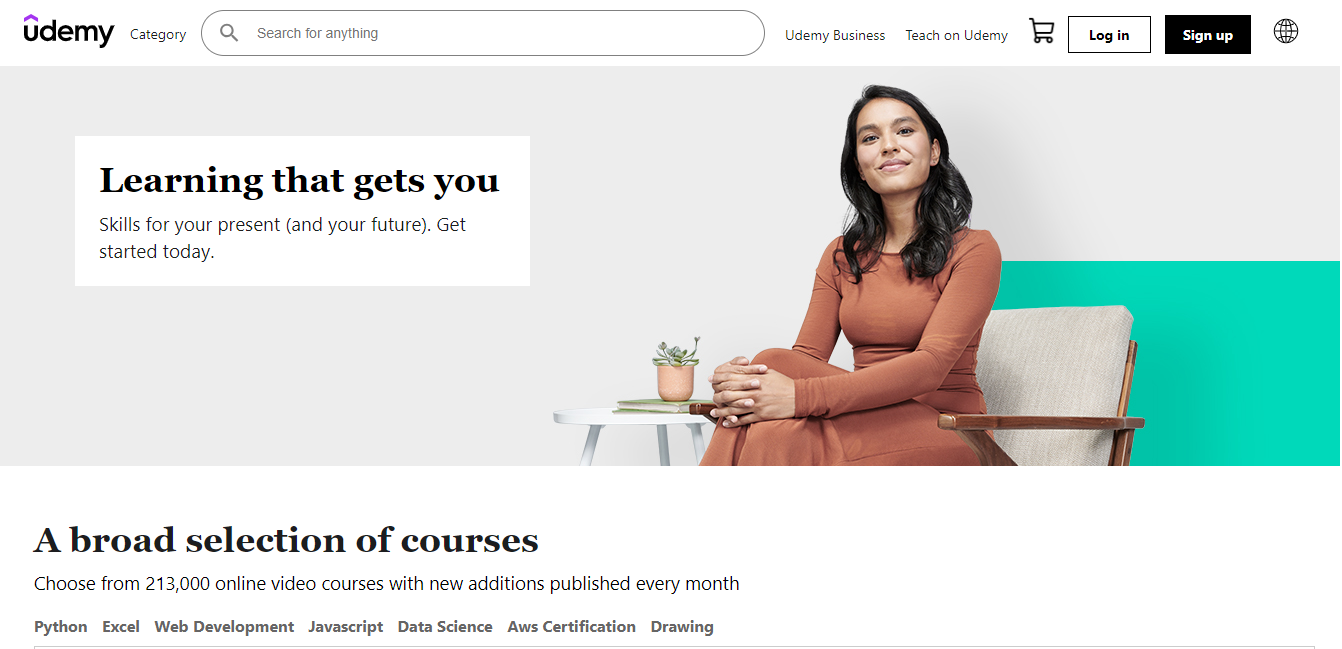 udemy
Category
Search for anything
Udemy Business
Teach on Udemy
Log in
Sign up
Learning that gets you
Skills for your present (and your future). Get
started today.
A broad selection of courses
Choose from 213,000 online video courses with new additions published every month
Python Excel Web Development Javascript Data Science Aws Certification Drawing